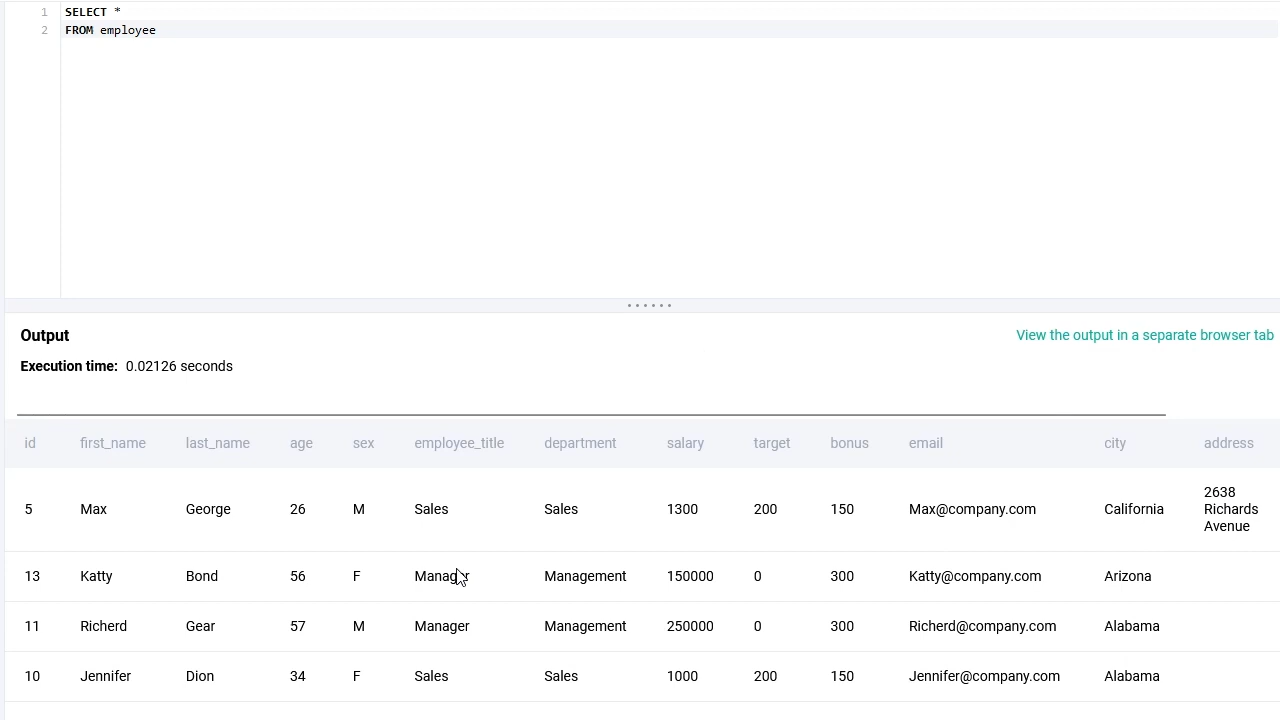 1 SELECT *
2 FROM employee
Output
View the output in a separate browser tab
Execution time: 0.02126 seconds
id first_name last_name age sex employee_title department salary target bonus email city address
5 Max George 26 M Sales Sales 1300 200 150 Max@company.com California 2638 Richards Avenue
13 Katty Bond 56 F Manager Management 150000 0 300 Katty@company.com Arizona
11 Richerd Gear 57 M Manager Management 250000 0 300 Richerd@company.com Alabama
10 Jennifer Dion 34 F Sales Sales 1000 200 150 Jennifer@company.com Alabama